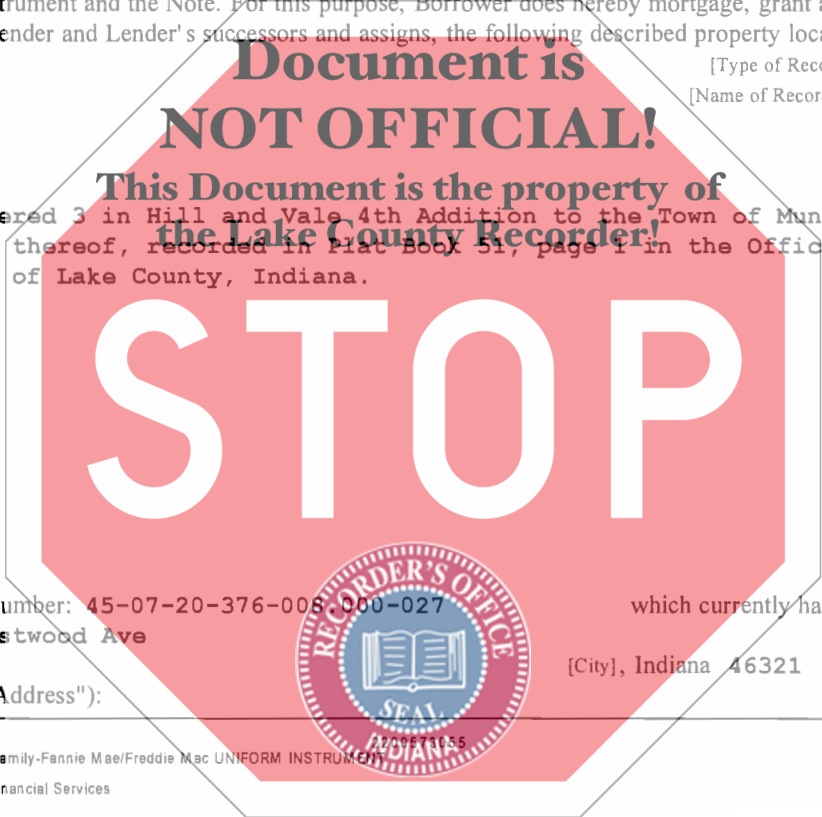 trument and the Note. For this purpose, Borrower does hereby mortgage, grant a
ender and Lender's successors and assigns, the following described property loca
Document is
[Type of Reco
[Name of Recor
NOT OFFICIAL!
This Document is the property of
ered 3 in Hill and Vale 4th Addition to the Town of Mun
the Lake County Recorder!
thereof, recorded in Plat Book 51, page 1 in the Offic
of Lake County, Indiana.
STOP
RECORDER'S OFFICE
umber: 45-07-20-376-008.000-027 which currently ha
stwood Ave
[City], Indiana 46321
Address"):
SEAL
INDIANA
2200573055
amily-Fannie Mae/Freddie Mac UNIFORM INSTRUMENT
nancial Services